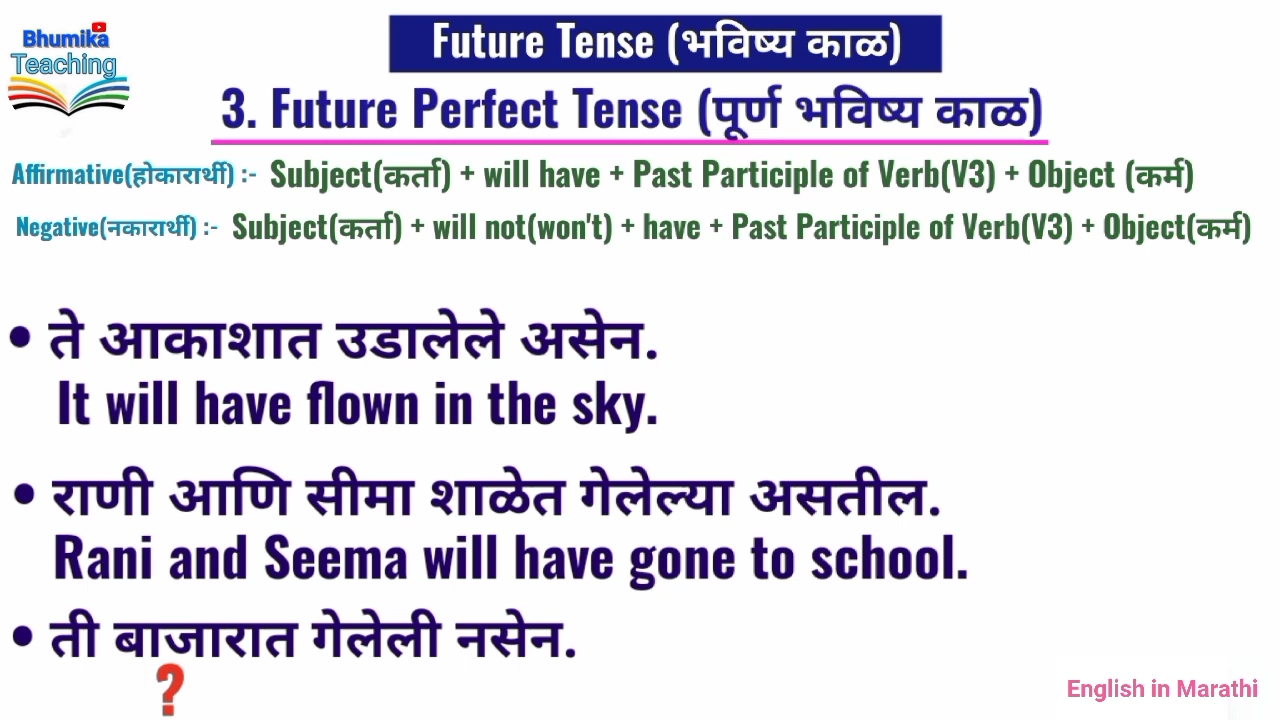 Bhumika
Teaching
Future Tense (भविष्य काळ)
3. Future Perfect Tense (पूर्ण भविष्य काळ)
Affirmative(होकारार्थी) :- Subject(कर्ता) + will have + Past Participle of Verb(V3) + Object (कर्म)
Negative(नकारार्थी) :- Subject(कर्ता) + will not(won't) + have + Past Participle of Verb(V3) + Object(कर्म)
• ते आकाशात उडालेले असेन.
It will have flown in the sky.
• राणी आणि सीमा शाळेत गेलेल्या असतील.
Rani and Seema will have gone to school.
• ती बाजारात गेलेली नसेन.
?
English in Marathi